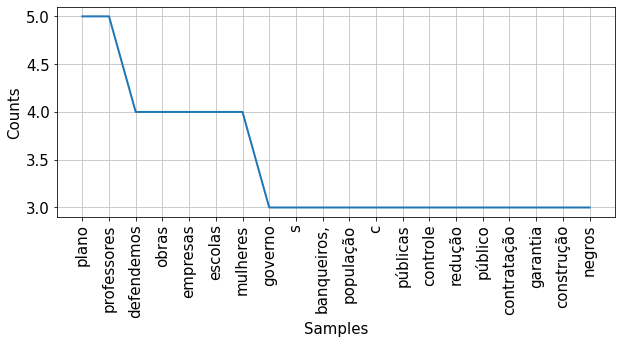 5.0
4.5
4.0
3.5
3.0
Counts
plano
professores
defendemos
obras
empresas
escolas
mulheres
governo
s
banqueiros,
população
c
públicas
controle
redução
público
contratação
garantia
construção
negros
Samples